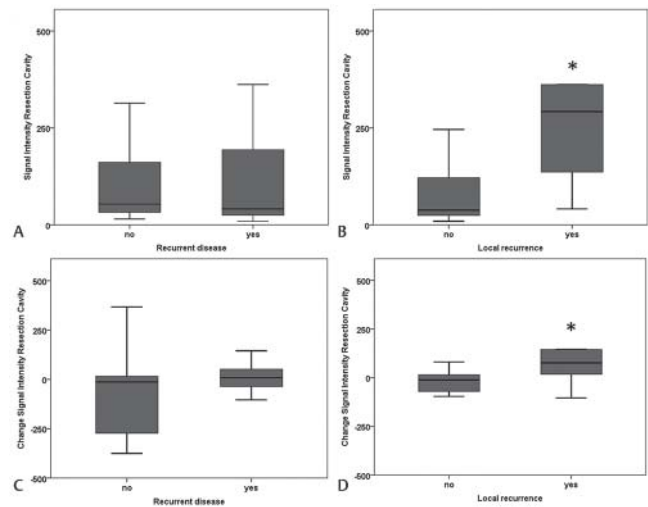 500
250
0
Signal Intensity Resection Cavity
no
yes
A
Recurrent disease
500
250
0
Signal Intensity Resection Cavity
*
no
yes
B
Local recurrence
500
250
0
-250
-500
Change Signal Intensity Resection Cavity
no
yes
C
Recurrent disease
500
250
0
-250
-500
Change Signal Intensity Resection Cavity
*
no
yes
D
Local recurrence